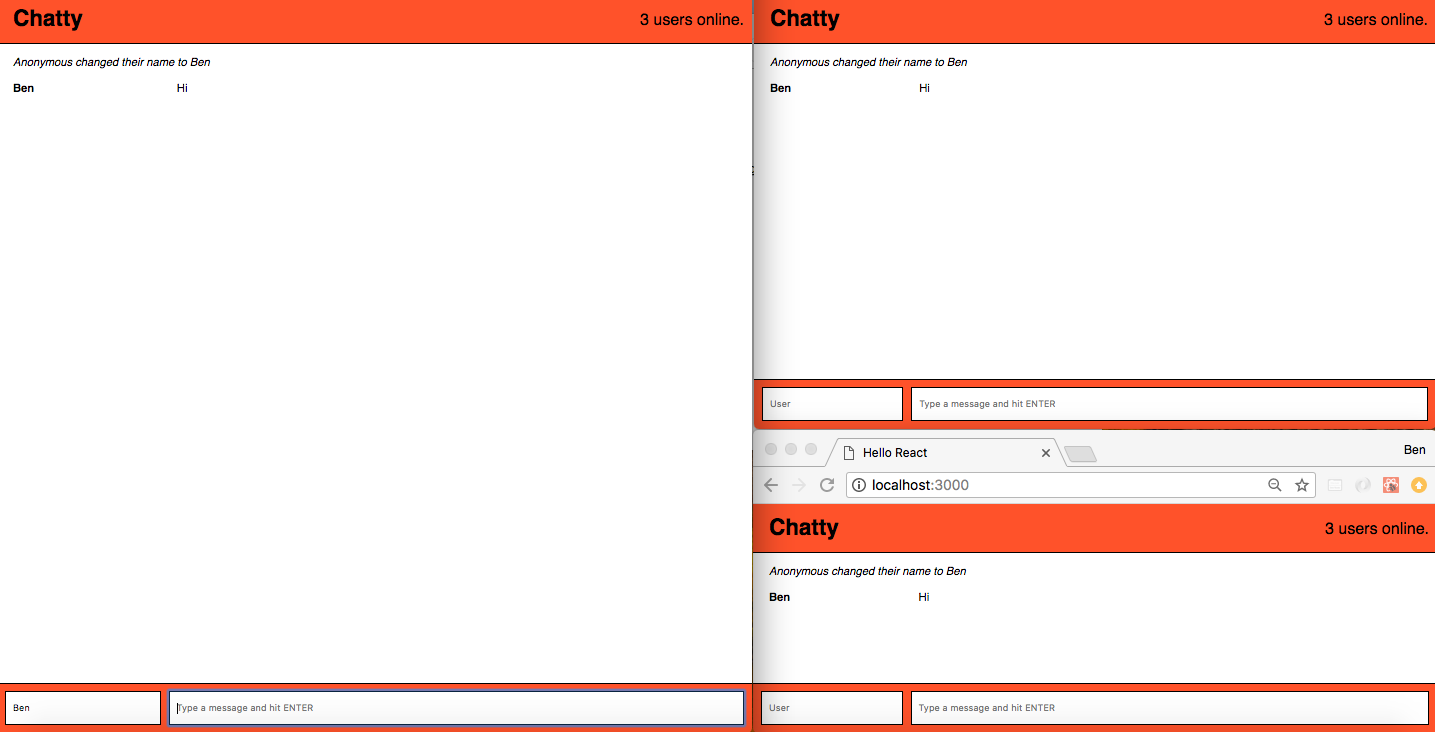 Chatty
3 users online.
Anonymous changed their name to Ben
Ben Hi
Ben
Type a message and hit ENTER
Chatty
3 users online.
Anonymous changed their name to Ben
Ben Hi
User
Type a message and hit ENTER
Hello React
Ben
localhost:3000
Chatty
3 users online.
Anonymous changed their name to Ben
Ben Hi
User
Type a message and hit ENTER